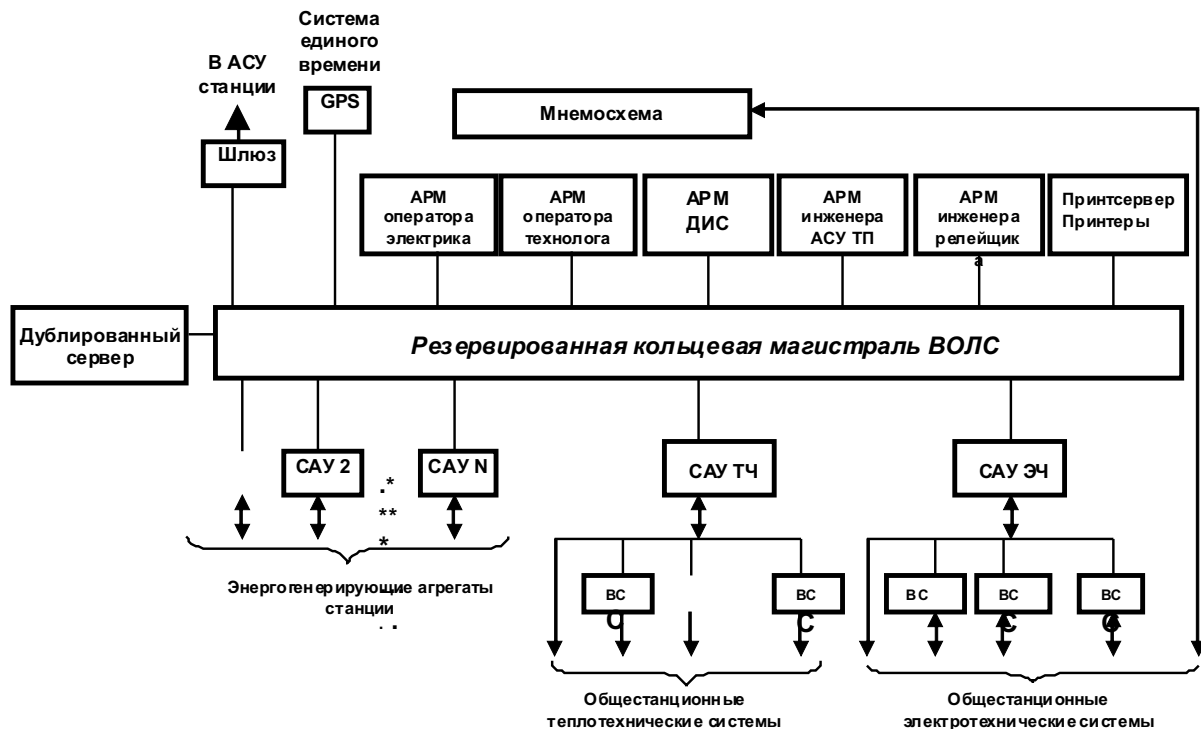 Система
единого
времени
В АСУ
станции
GPS
Мнемосхема
Шлюз
АРМ
оператора
электрика
АРМ
оператора
технолога
АРМ
ДИС
АРМ
инженера
АСУ ТП
АРМ
инженера
релейщик
а
Принтсервер
Принтеры
Дублированный
сервер
Резервированная кольцевая магистраль ВОЛС
САУ 2
.*
**
*
САУ N
САУ ТЧ
САУ ЭЧ
Энергогенерирующие агрегаты
станции
ВС
С
ВС
С
ВС
ВС
С
ВС
С
Общестанционные
теплотехнические системы
Общестанционные
электротехнические системы